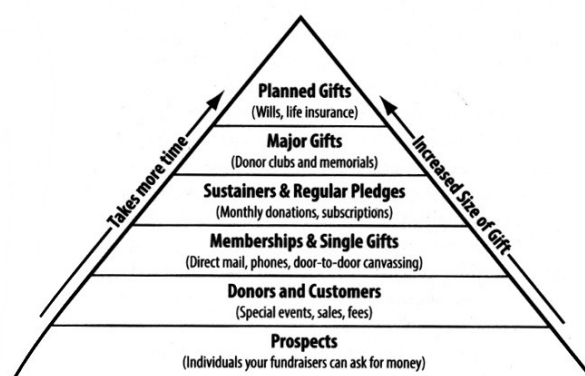 Planned Gifts
(Wills, life insurance)
Major Gifts
(Donor clubs and memorials)
Sustainers & Regular Pledges
(Monthly donations, subscriptions)
Memberships & Single Gifts
(Direct mail, phones, door-to-door canvassing)
Donors and Customers
(Special events, sales, fees)
Prospects
(Individuals your fundraisers can ask for money)
Takes more time
Increased Size of Gift